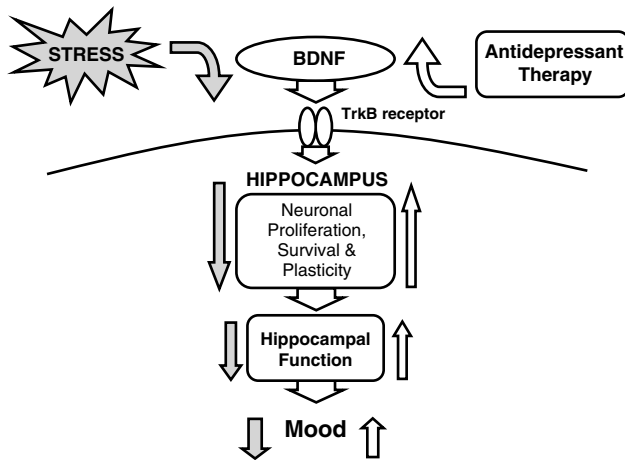 STRESS
BDNF
Antidepressant
Therapy
TrkB receptor
HIPPOCAMPUS
Neuronal
Proliferation,
Survival &
Plasticity
Hippocampal
Function
Mood